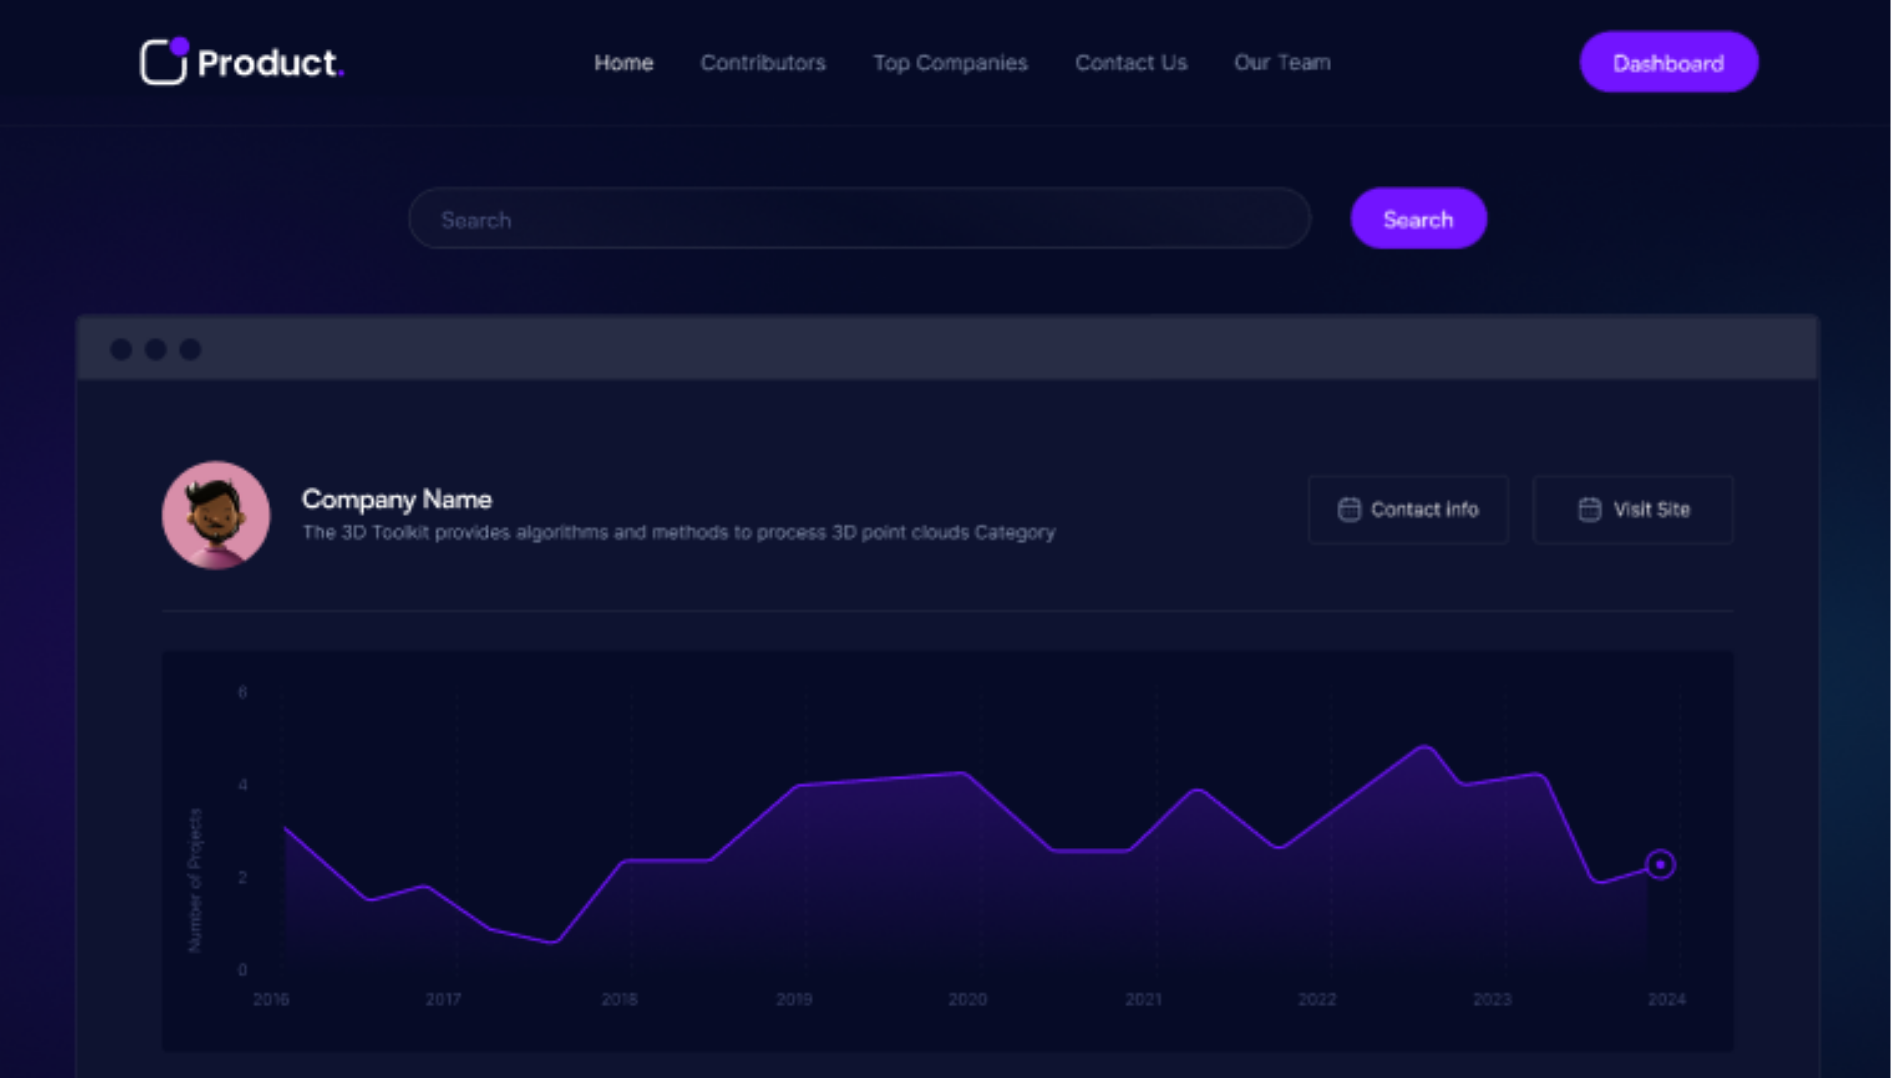 Product.
Home Contributors Top Companies Contact Us Our Team
Dashboard
Search
Search
Company Name
The 3D Toolkit provides algorithms and methods to process 3D point clouds Category
Contact info
Visit Site
Number of Projects
6
4
2
0
2016 2017 2018 2019 2020 2021 2022 2023 2024